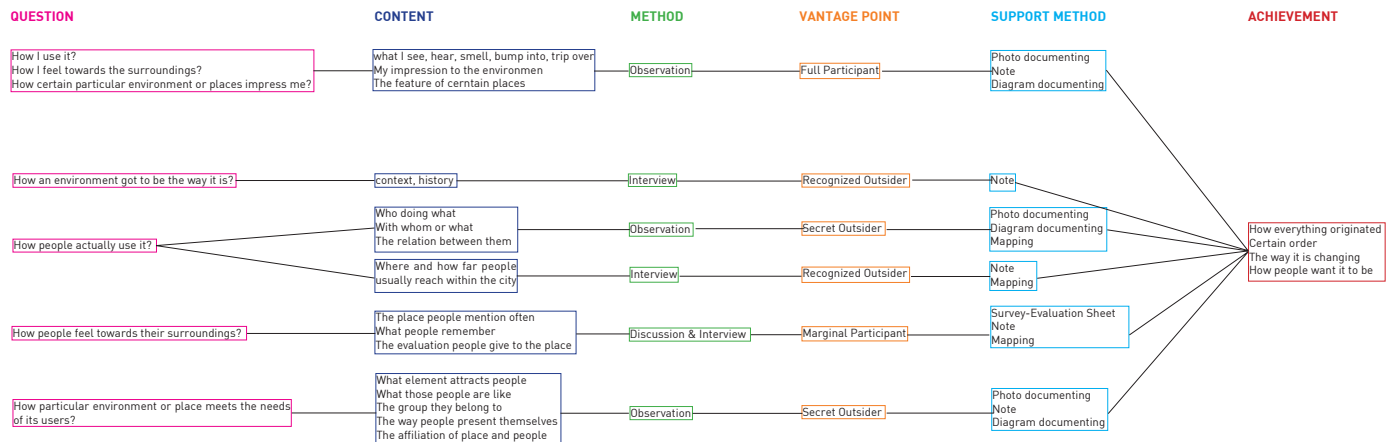 QUESTION
CONTENT
METHOD
VANTAGE POINT
SUPPORT METHOD
ACHIEVEMENT
How I use it?
How I feel towards the surroundings?
How certain particular environment or places impress me?
what I see, hear, smell, bump into, trip over
My impression to the environmen
The feature of cerntain places
Observation
Full Participant
Photo documenting
Note
Diagram documenting
How an environment got to be the way it is?
context, history
Interview
Recognized Outsider
Note
How people actually use it?
Who doing what
With whom or what
The relation between them
Observation
Secret Outsider
Photo documenting
Diagram documenting
Mapping
Where and how far people
usually reach within the city
Interview
Recognized Outsider
Note
Mapping
How people feel towards their surroundings?
The place people mention often
What people remember
The evaluation people give to the place
Discussion & Interview
Marginal Participant
Survey-Evaluation Sheet
Note
Mapping
How particular environment or place meets the needs
of its users?
What element attracts people
What those people are like
The group they belong to
The way people present themselves
The affiliation of place and people
Observation
Secret Outsider
Photo documenting
Note
Diagram documenting
How everything originated
Certain order
The way it is changing
How people want it to be